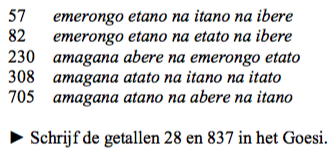 57 emerongo etano na itano na ibere
82 emerongo etano na etato na ibere
230 amagana abere na emerongo etato
308 amagana atato na itano na itato
705 amagana atano na abere na itano
► Schrijf de getallen 28 en 837 in het Goesi.